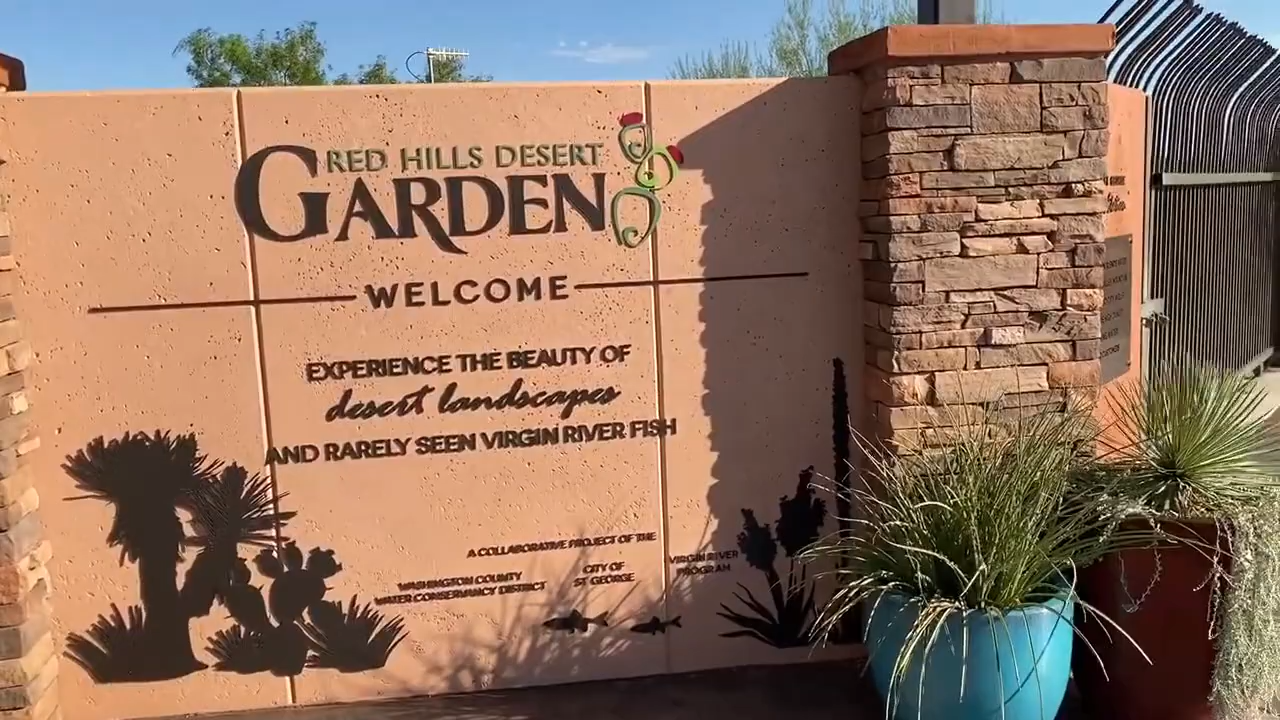 RED HILLS DESERT
GARDEN
WELCOME
EXPERIENCE THE BEAUTY OF
desert landscapes
AND RARELY SEEN VIRGIN RIVER FISH
A COLLABORATIVE PROJECT OF THE
WASHINGTON COUNTY
WATER CONSERVANCY DISTRICT
CITY OF
ST GEORGE
VIRGIN RIVER
PROGRAM